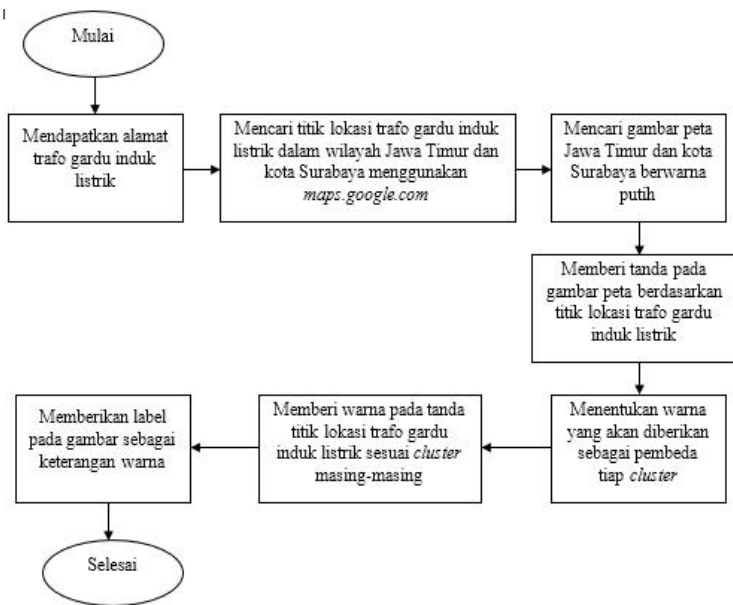 Mulai
Mendapatkan alamat
trafo gardu induk
listrik
Mencari titik lokasi trafo gardu induk
listrik dalam wilayah Jawa Timur dan
kota Surabaya menggunakan
maps.google.com
Mencari gambar peta
Jawa Timur dan kota
Surabaya berwarna
putih
Memberi tanda pada
gambar peta berdasarkan
titik lokasi trafo gardu
induk listrik
Menentukan warna
yang akan diberikan
sebagai pembeda
tiap cluster
Memberi warna pada tanda
titik lokasi trafo gardu
induk listrik sesuai cluster
masing-masing
Memberikan label
pada gambar sebagai
keterangan warna
Selesai